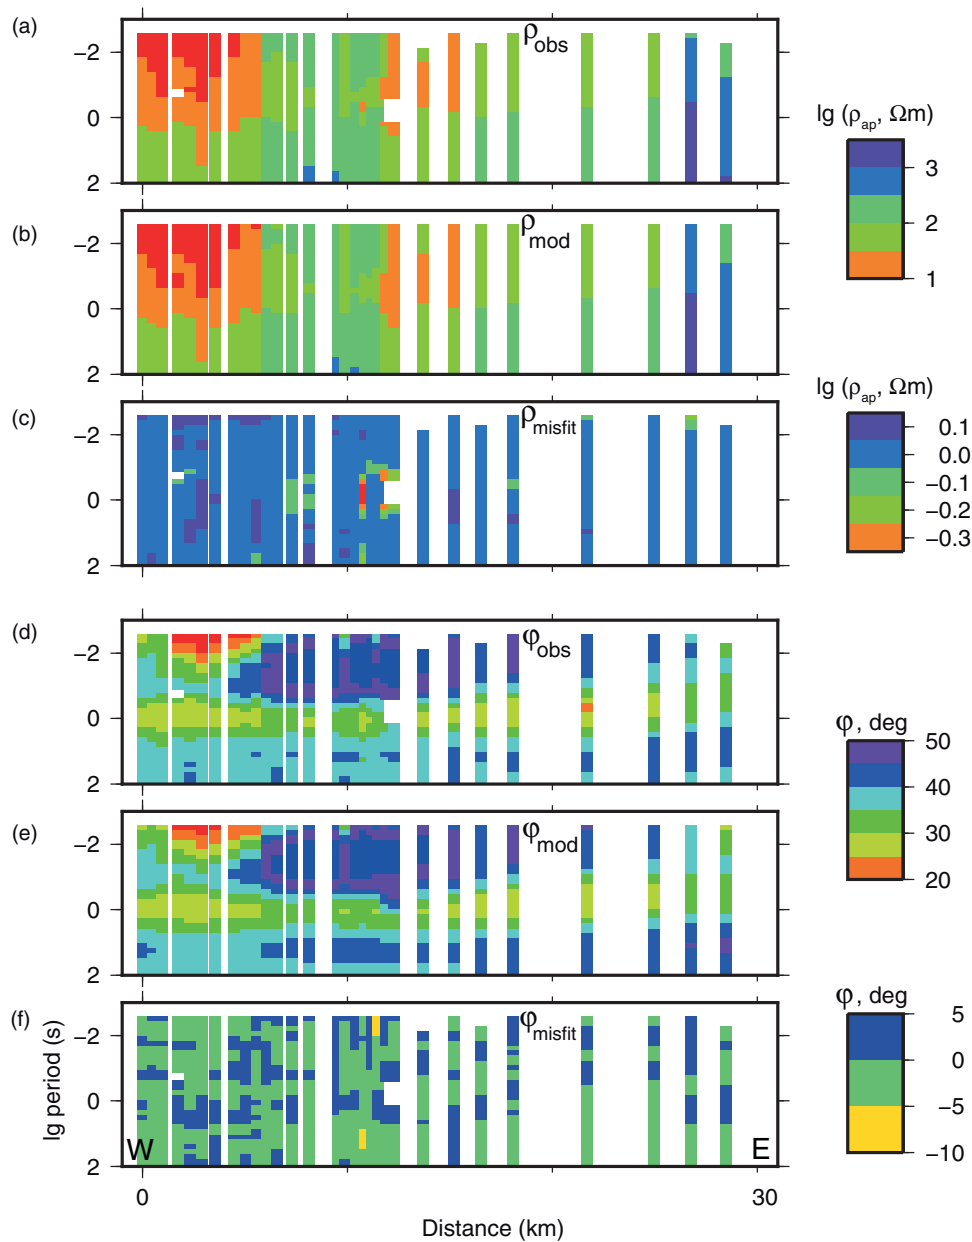 (a)
ρobs
-2
0
2
lg (ρap, Ωm)
3
2
1
(b)
ρmod
-2
0
2
(c)
ρmisfit
-2
0
2
lg (ρap, Ωm)
0.1
0.0
−0.1
−0.2
−0.3
(d)
φobs
-2
0
2
φ, deg
50
40
30
20
(e)
φmod
-2
0
2
(f)
φmisfit
-2
0
2
lg period (s)
W
E
φ, deg
5
0
−5
−10
0
30
Distance (km)